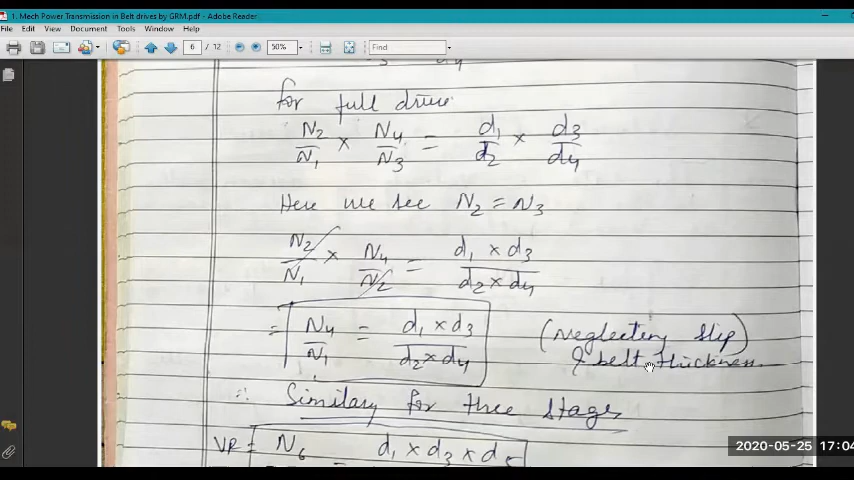 1. Mech Power Transmission in Belt drives by GRM.pdf - Adobe Reader
File Edit View Document Tools Window Help
6 / 12 50% Find
for full drive
N2/N1 × N4/N3 = d1/d2 × d3/d4
Here we see N2 = N3
N2/N1 × N4/N2 = d1 × d3/d2 × d4
= N4/N1 = d1 × d3/d2 × d4 (Neglecting Slip
& belt thickness)
∴ Similary for three Stages
VR = N6 d1 × d3 × d5
2020-05-25 17:04